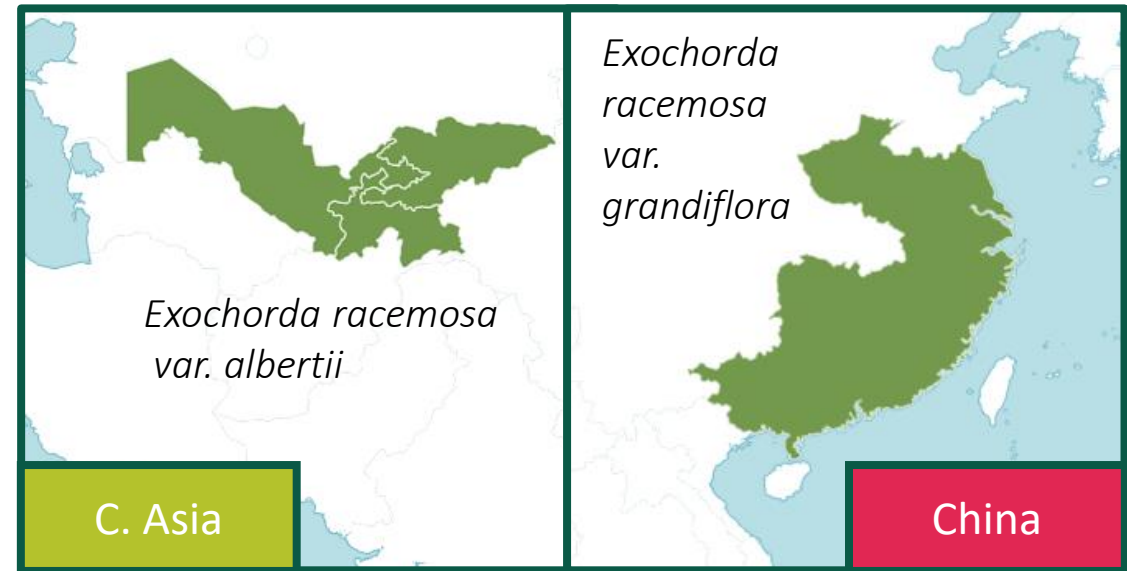 Exochorda racemosa
var. albertii
C. Asia
Exochorda
racemosa
var.
grandiflora
China